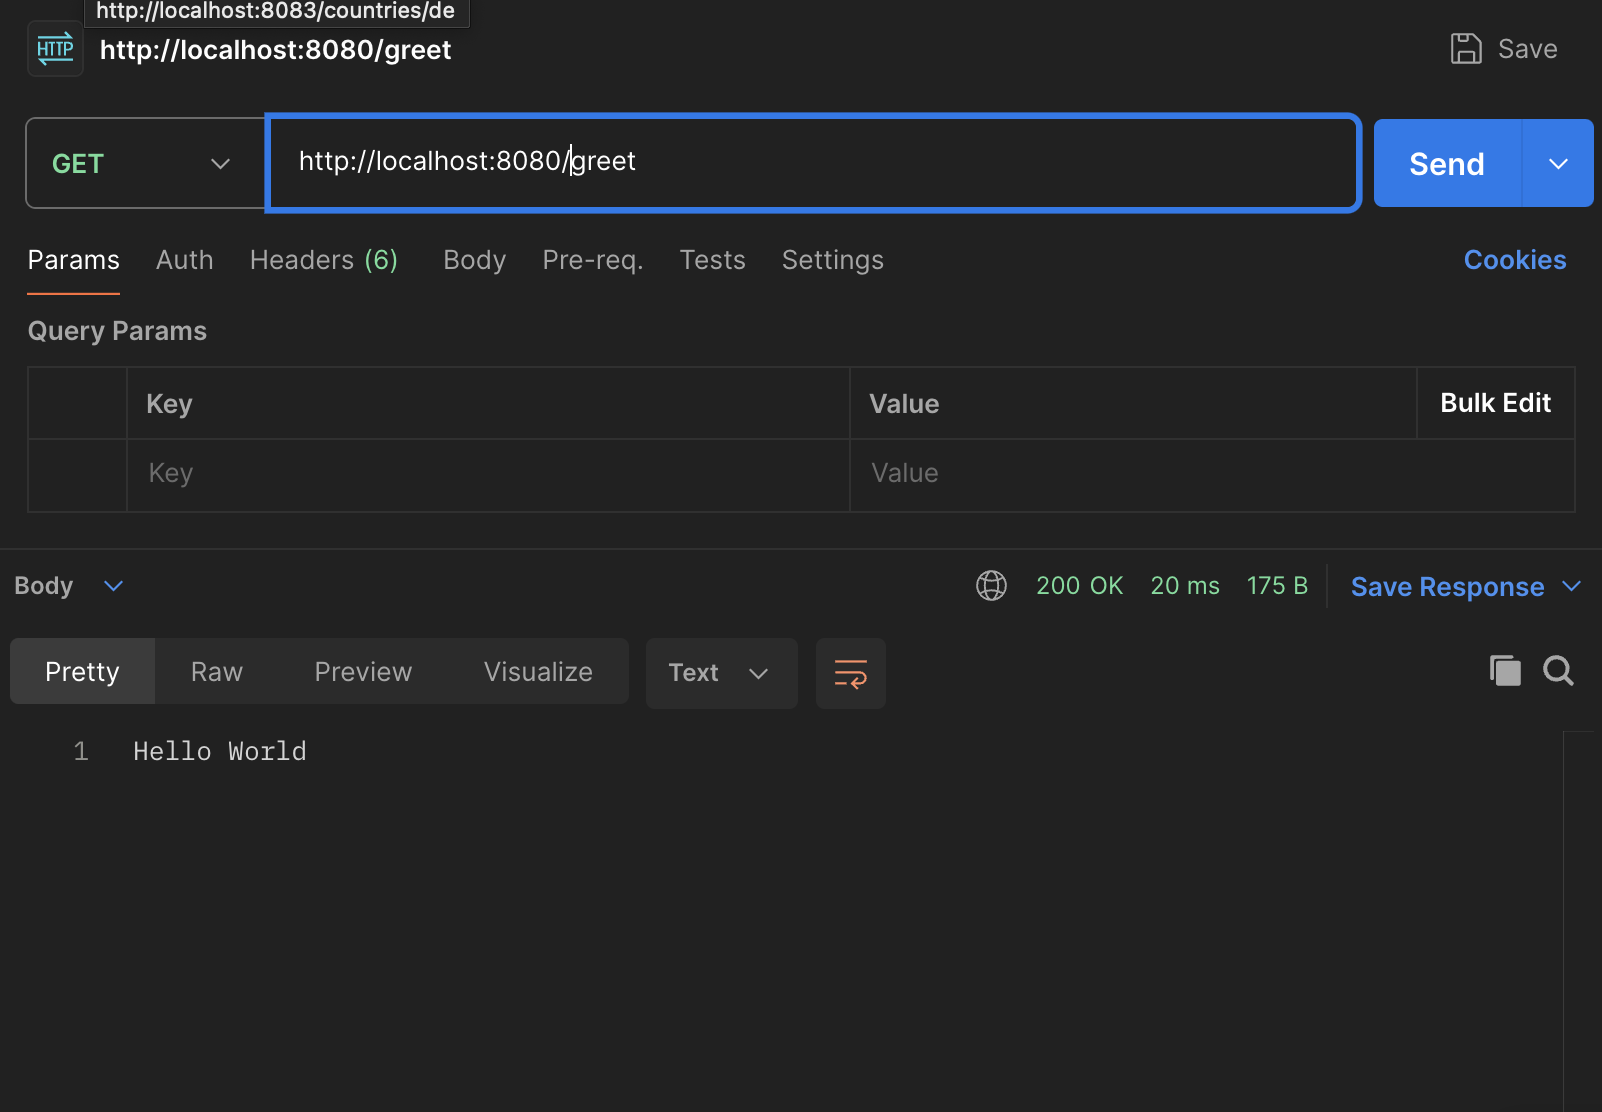 http://localhost:8083/countries/de
HTTP http://localhost:8080/greet Save
GET http://localhost:8080/greet Send
Params Auth Headers (6) Body Pre-req. Tests Settings Cookies
Query Params
Key Value Bulk Edit
Key Value
Body 200 OK 20 ms 175 B Save Response
Pretty Raw Preview Visualize Text
1 Hello World